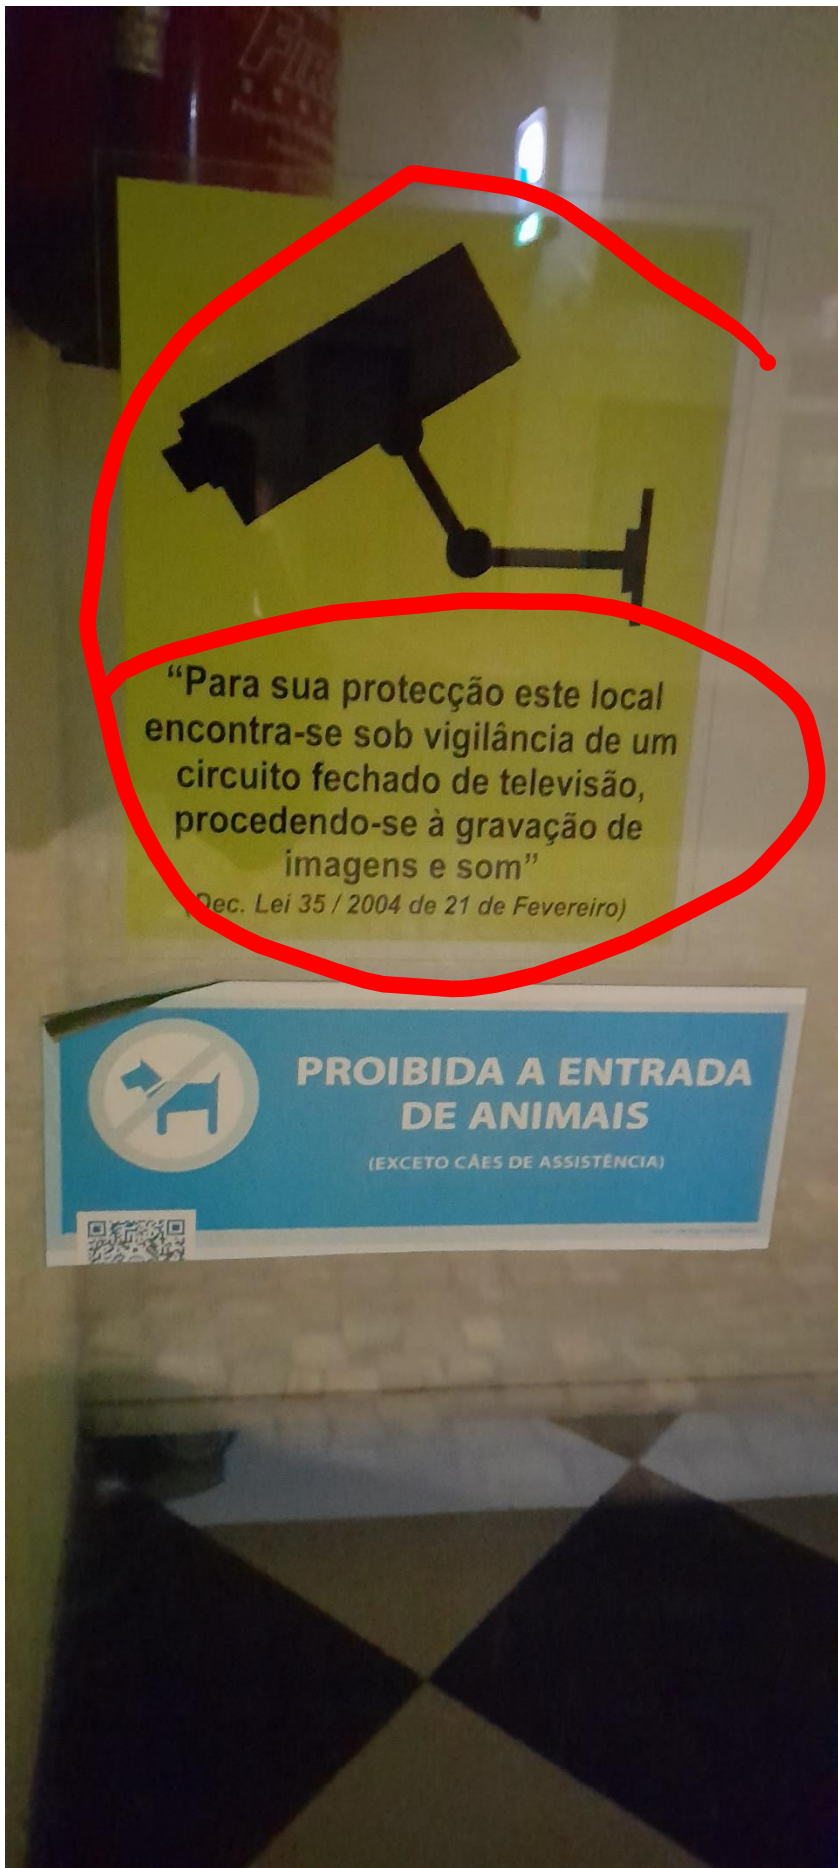 “Para sua protecção este local
encontra-se sob vigilância de um
circuito fechado de televisão,
procedendo-se à gravação de
imagens e som”
(Dec. Lei 35 / 2004 de 21 de Fevereiro)
PROIBIDA A ENTRADA
DE ANIMAIS
(EXCETO CÃES DE ASSISTÊNCIA)